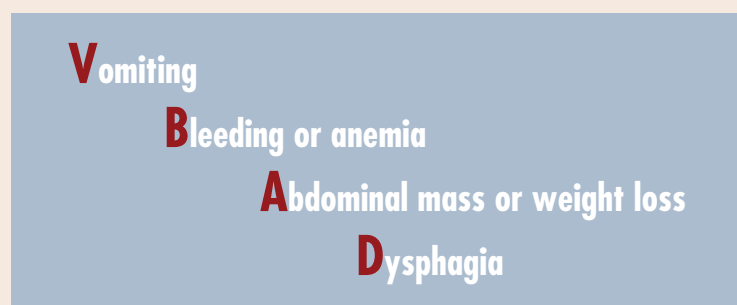 Vomiting
Bleeding or anemia
Abdominal mass or weight loss
Dysphagia